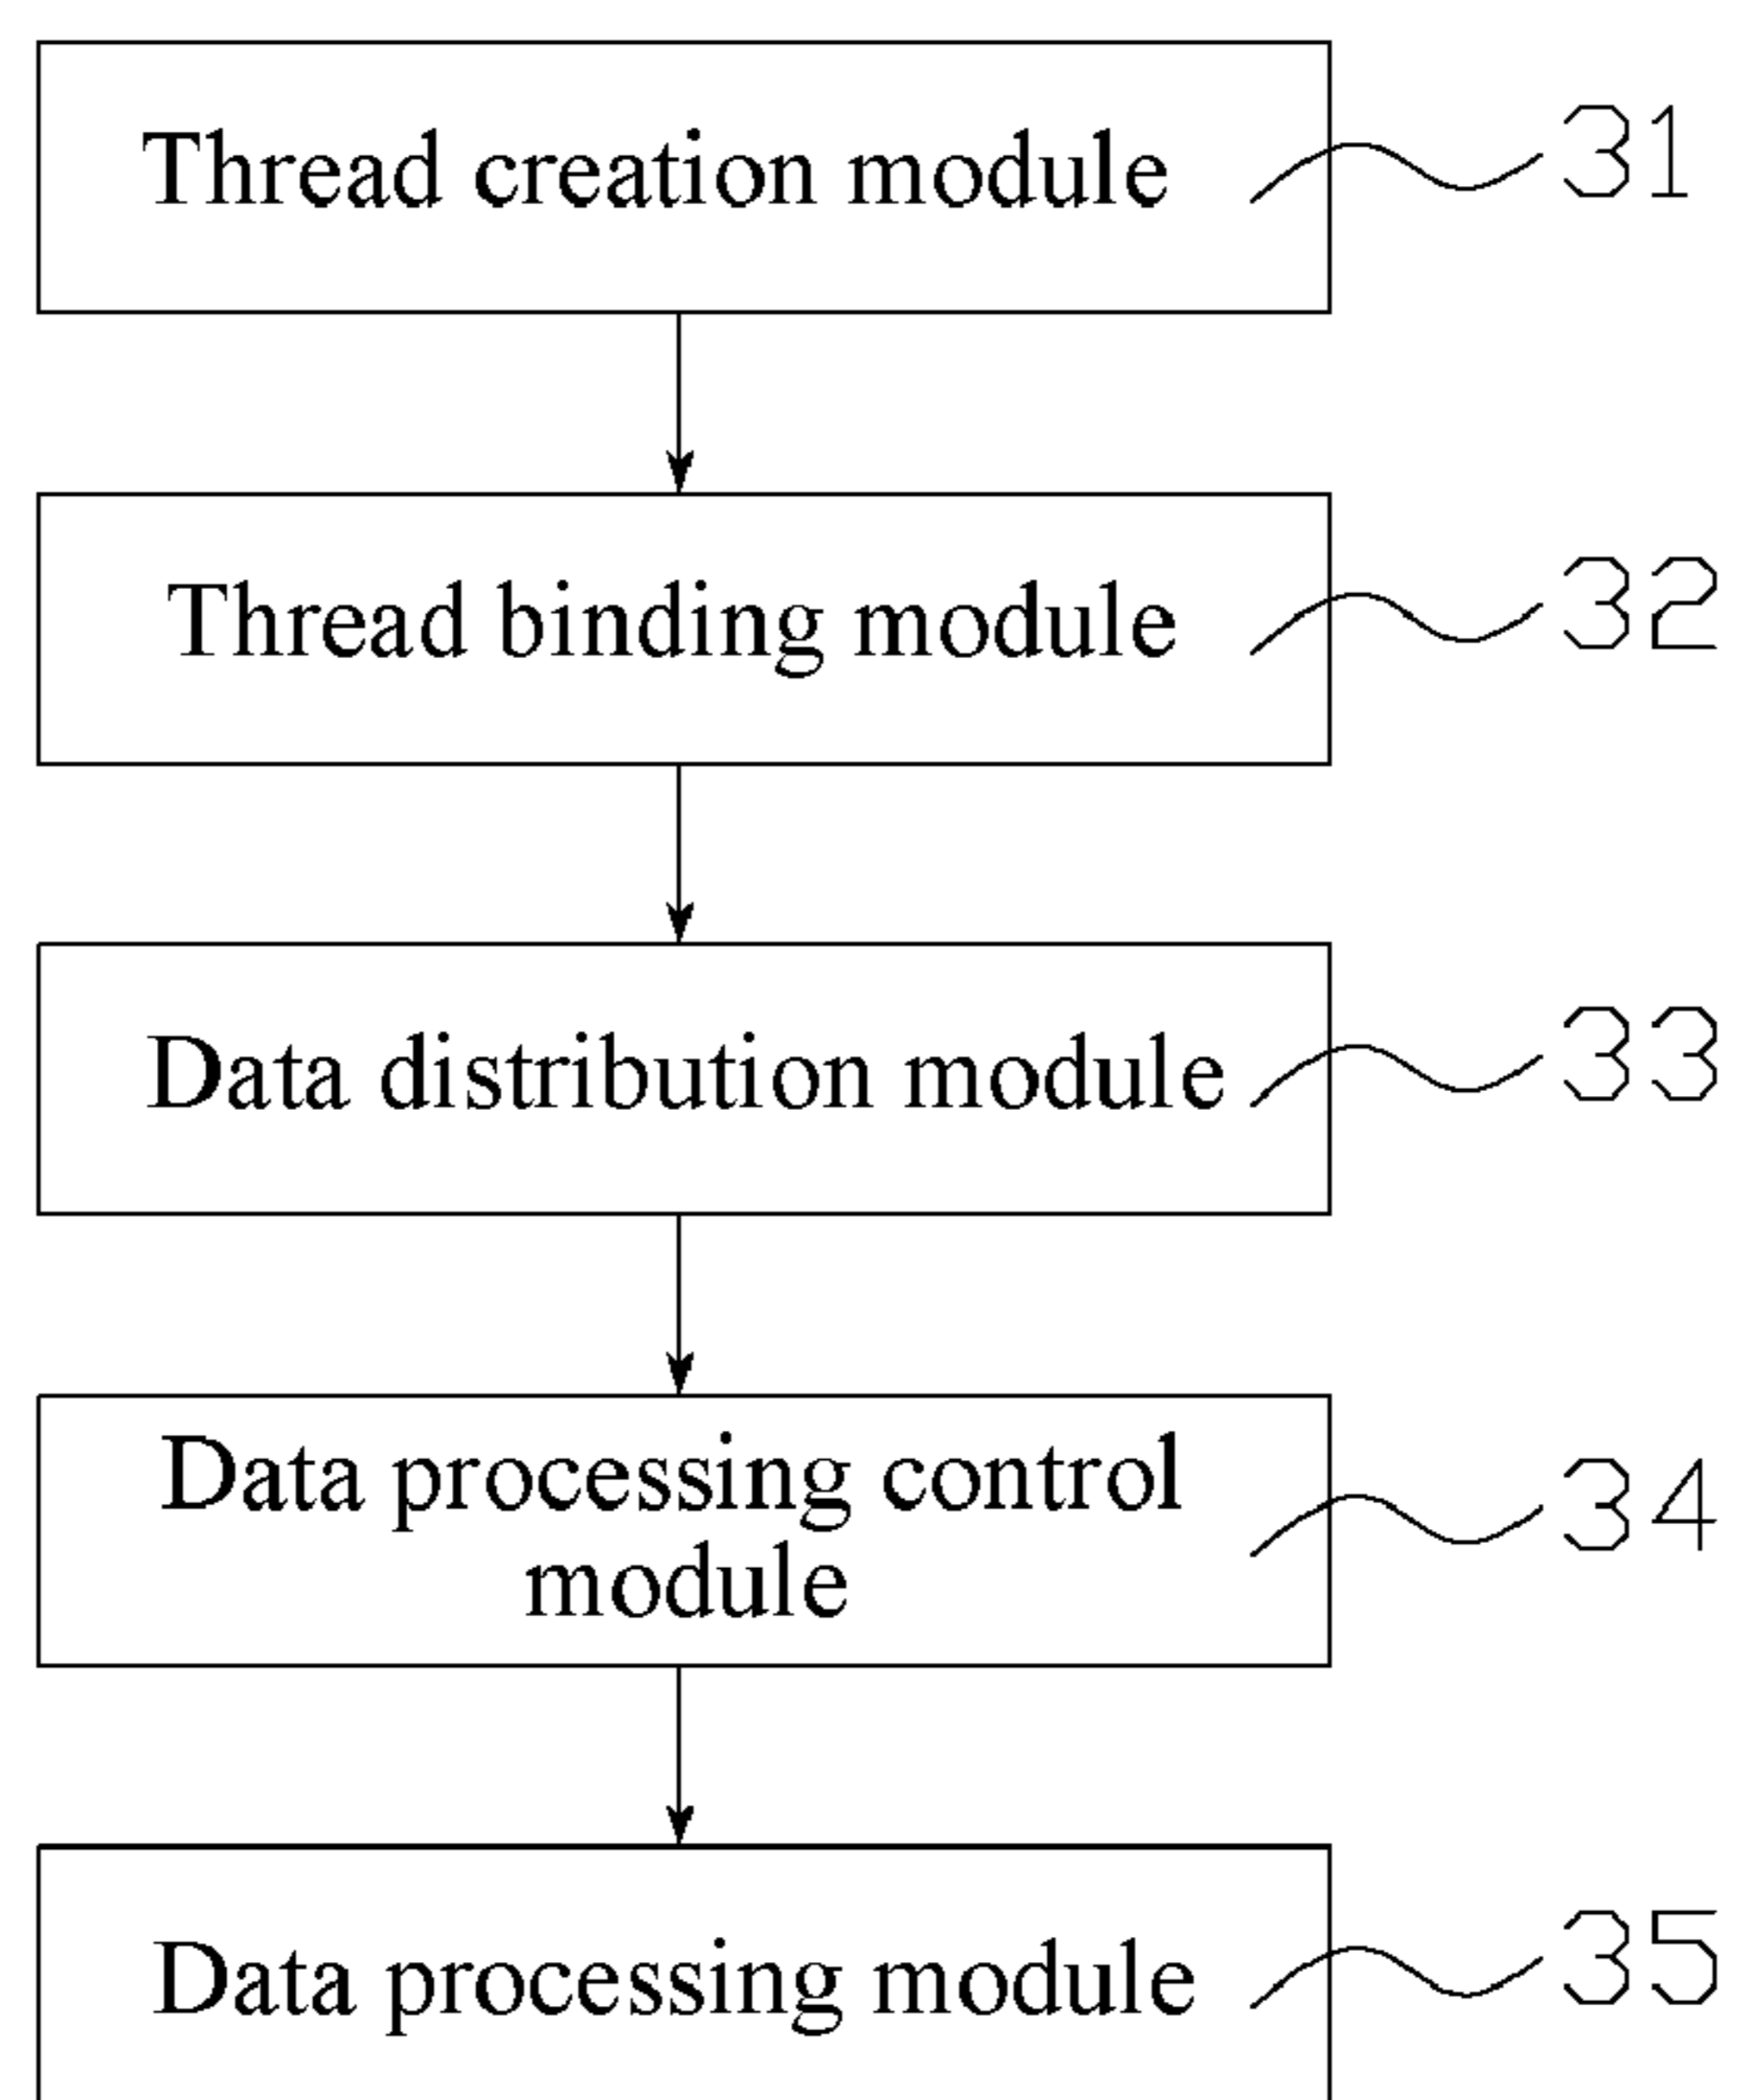 Thread creation module 31
Thread binding module 32
Data distribution module 33
Data processing control
module
34
Data processing module 35